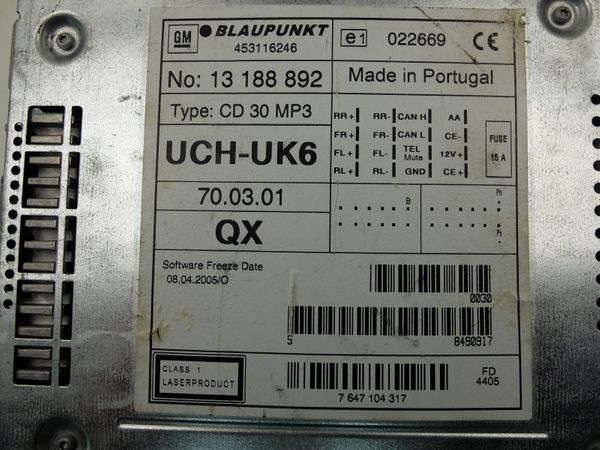 GM BLAUPUNKT
453116246
e1 022669 CE
No: 13 188 892
Made in Portugal
Type: CD 30 MP3
UCH-UK6
70.03.01
QX
RR+ RR- CAN H AA
FR+ FR- CAN L CE-
FL+ FL- TEL Mute 12V+
RL+ RL- GND CE+
FUSE
15 A
B
Ph +
Ph -
Software Freeze Date
08.04.2005/O
0030
5 8490917
CLASS 1
LASERPRODUCT
7 647 104 317
FD
4405